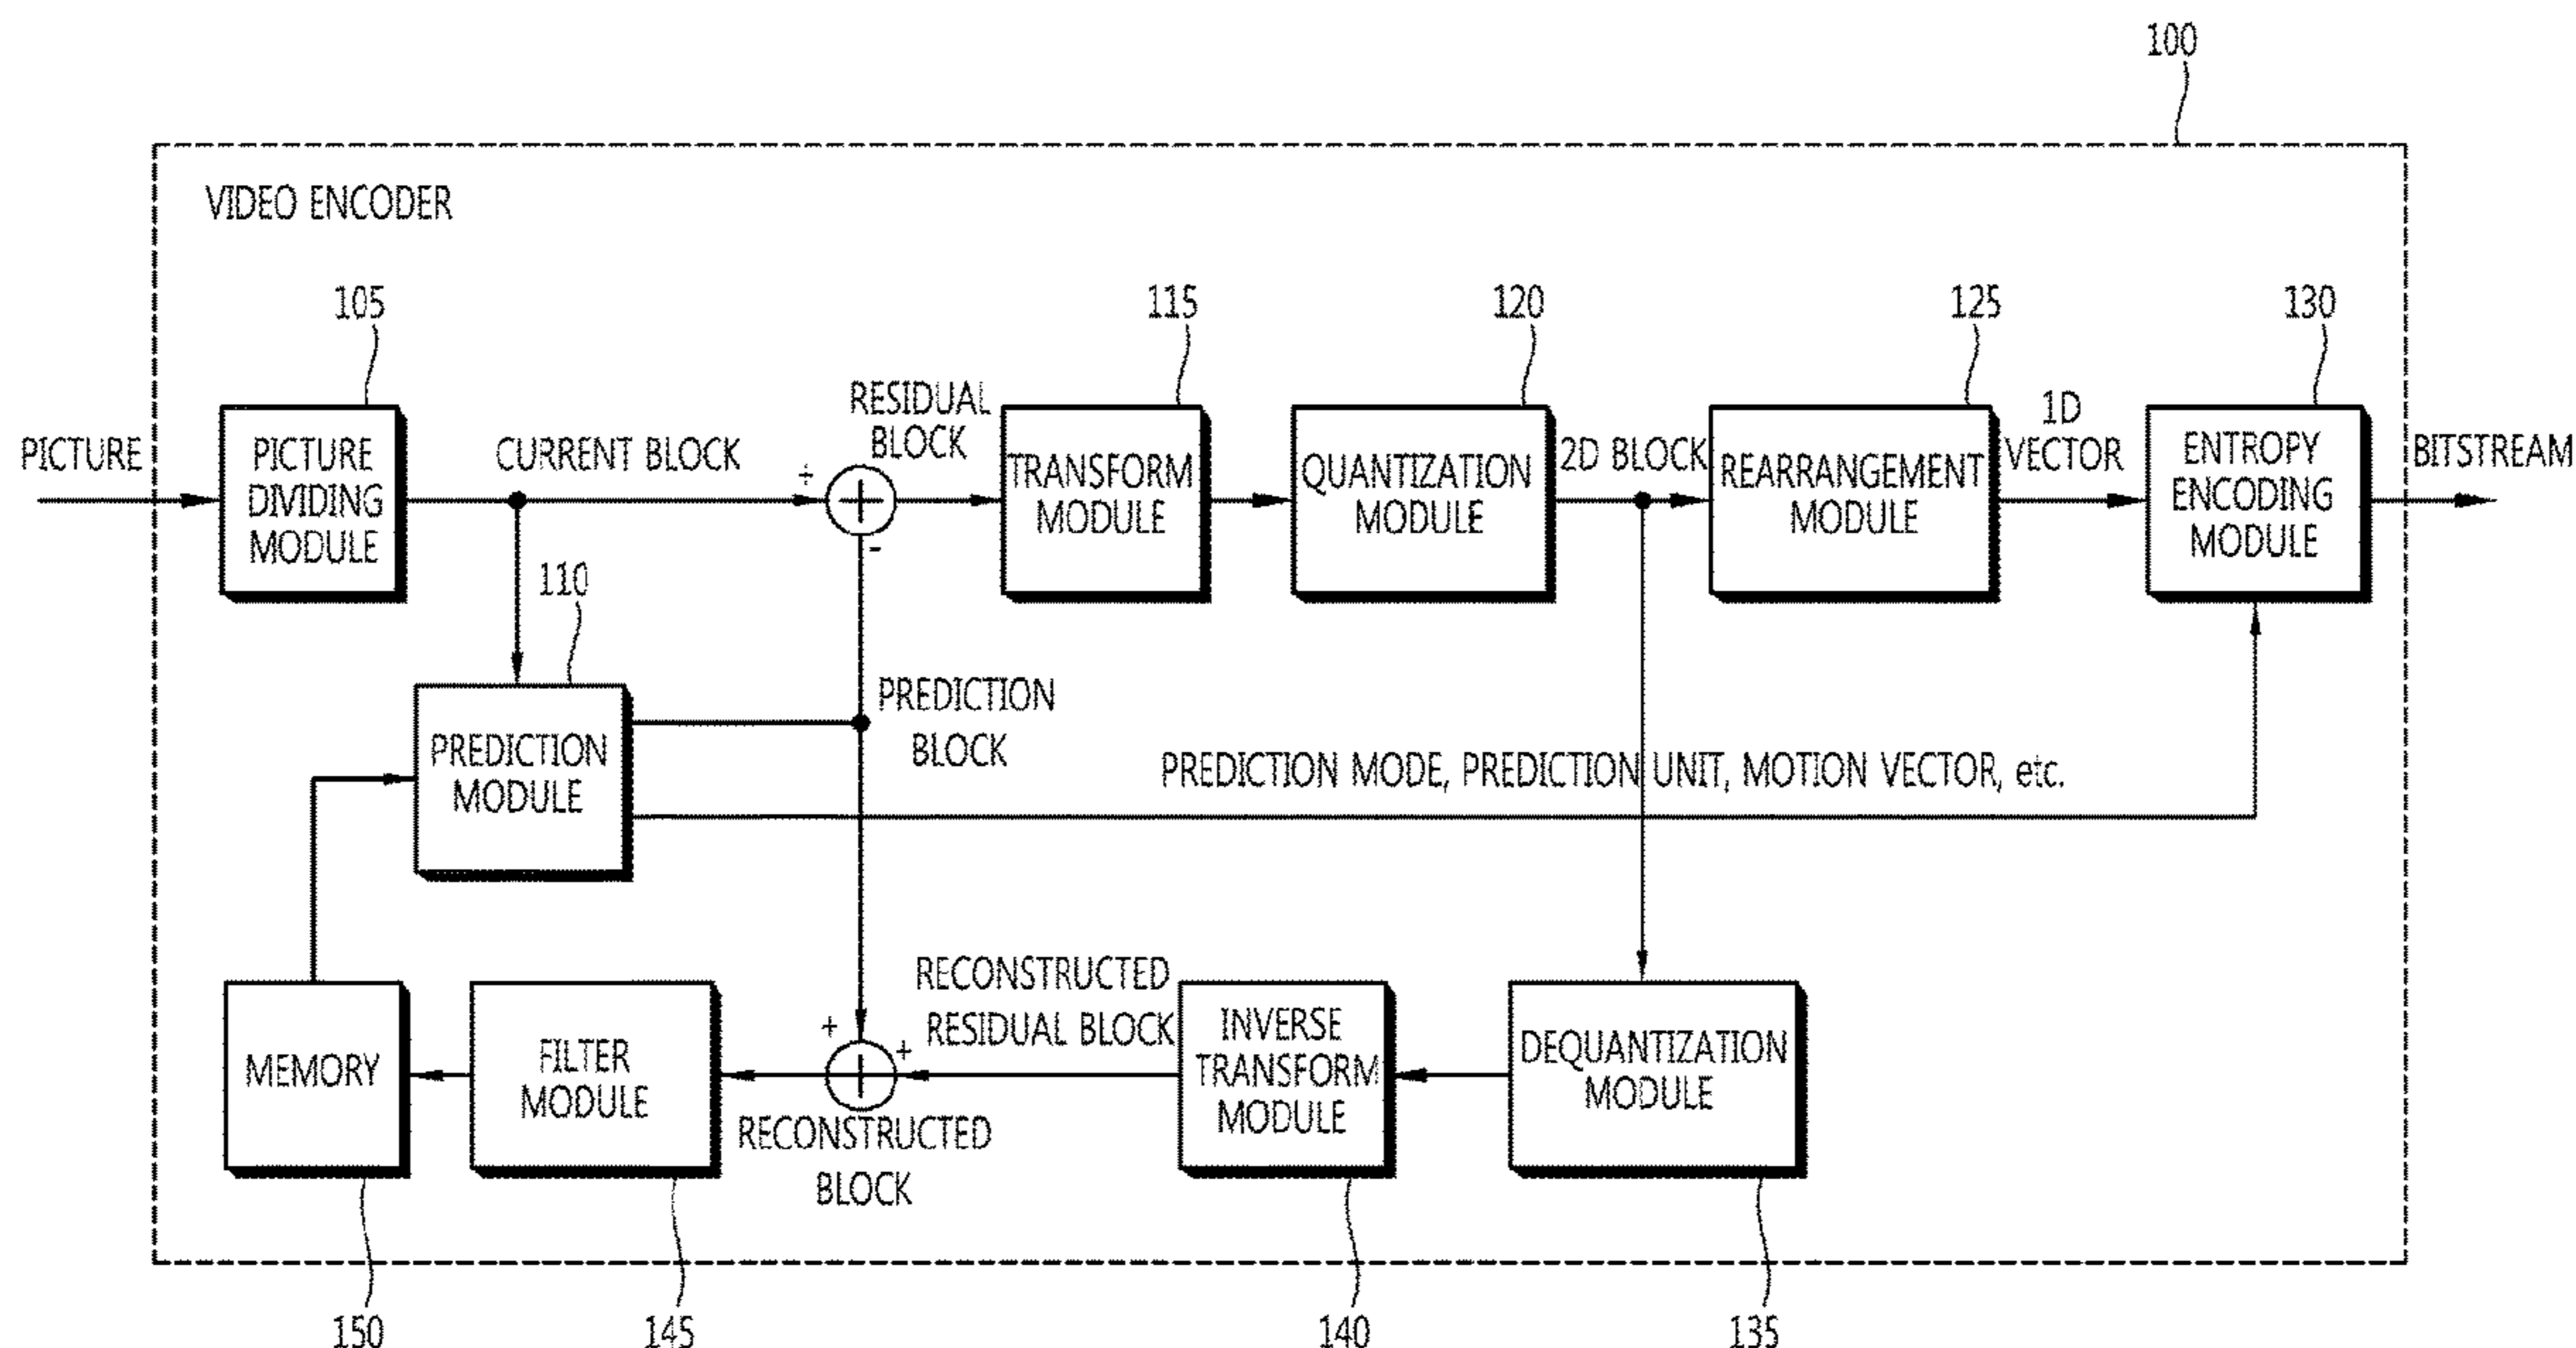 100
VIDEO ENCODER
105
115
120
125
130
PICTURE
PICTURE
DIVIDING
MODULE
CURRENT BLOCK
+
-
RESIDUAL
BLOCK
TRANSFORM
MODULE
QUANTIZATION
MODULE
2D BLOCK
REARRANGEMENT
MODULE
1D
VECTOR
ENTROPY
ENCODING
MODULE
BITSTREAM
110
PREDICTION
MODULE
PREDICTION
BLOCK
PREDICTION MODE, PREDICTION UNIT, MOTION VECTOR, etc.
MEMORY
FILTER
MODULE
+
+
RECONSTRUCTED
BLOCK
RECONSTRUCTED
RESIDUAL BLOCK
INVERSE
TRANSFORM
MODULE
DEQUANTIZATION
MODULE
150
145
140
135